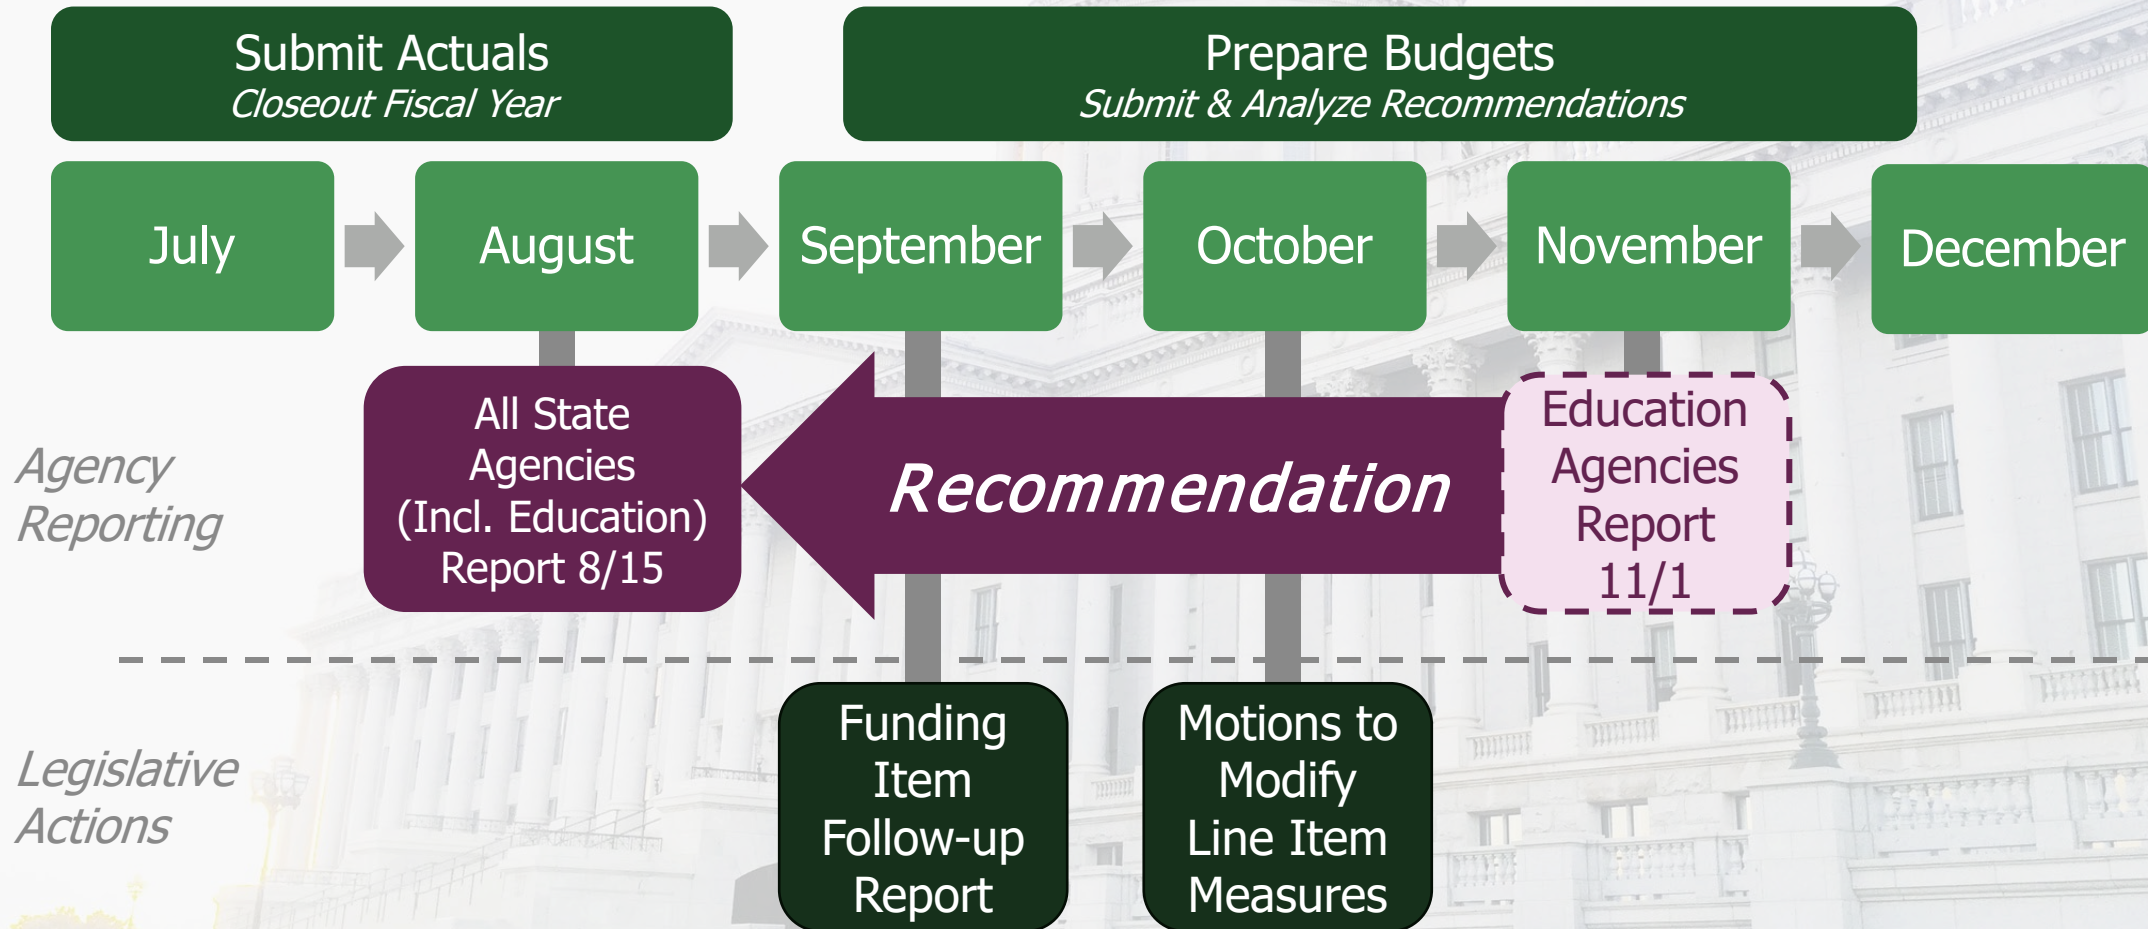 Submit Actuals
Closeout Fiscal Year
Prepare Budgets
Submit & Analyze Recommendations
July
August
September
October
November
December
Agency
Reporting
All State
Agencies
(Incl. Education)
Report 8/15
Recommendation
Education
Agencies
Report
11/1
Legislative
Actions
Funding
Item
Follow-up
Report
Motions to
Modify
Line Item
Measures